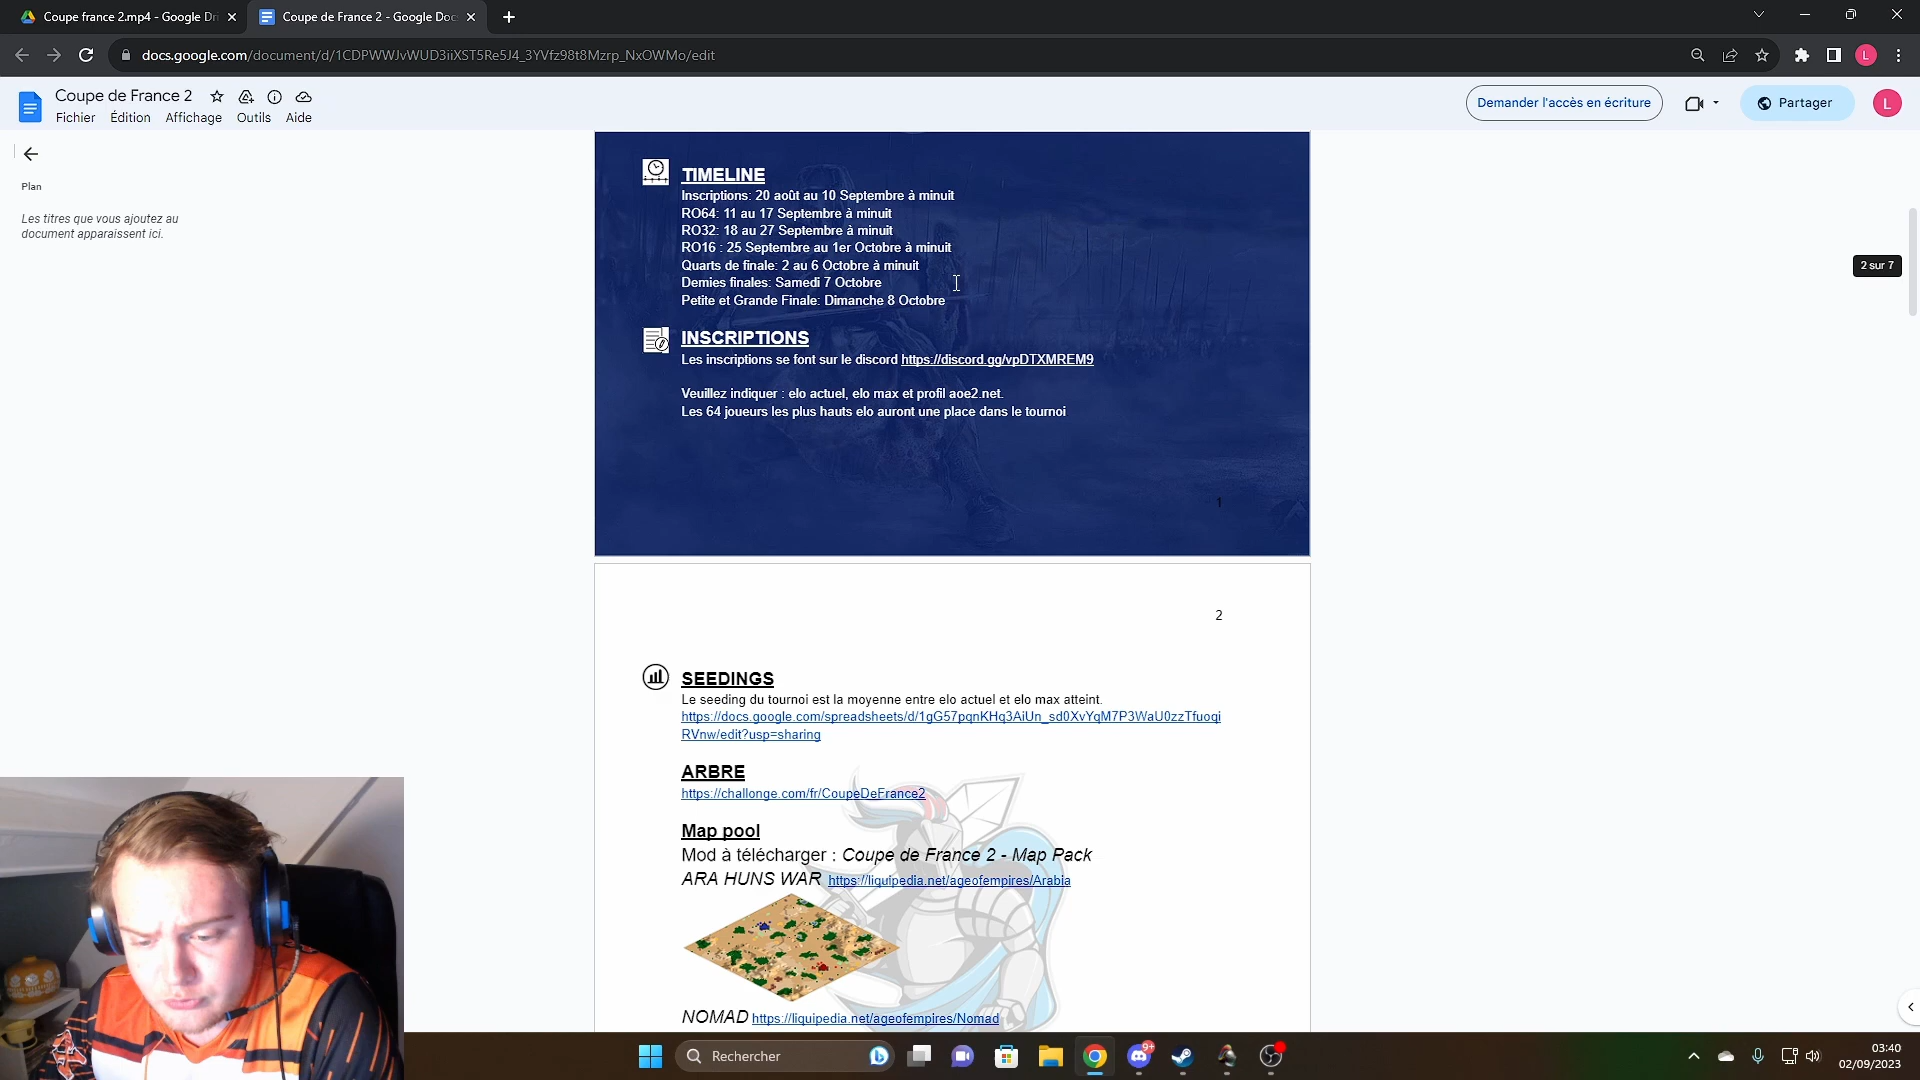 Coupe france 2.mp4 - Google Dri
Coupe de France 2 - Google Doc
docs.google.com/document/d/1CDPWWJvWUD3iiXST5Re5J4_3YVfz98t8Mzrp_NxOWMo/edit
L
Coupe de France 2
Fichier Édition Affichage Outils Aide
Demander l'accès en écriture
Partager
L
Plan
Les titres que vous ajoutez au
document apparaissent ici.
TIMELINE
Inscriptions: 20 août au 10 Septembre à minuit
RO64: 11 au 17 Septembre à minuit
RO32: 18 au 27 Septembre à minuit
RO16 : 25 Septembre au 1er Octobre à minuit
Quarts de finale: 2 au 6 Octobre à minuit
Demies finales: Samedi 7 Octobre
Petite et Grande Finale: Dimanche 8 Octobre
2 sur 7
INSCRIPTIONS
Les inscriptions se font sur le discord https://discord.gg/vpDTXMREM9
Veuillez indiquer : elo actuel, elo max et profil aoe2.net.
Les 64 joueurs les plus hauts elo auront une place dans le tournoi
1
2
SEEDINGS
Le seeding du tournoi est la moyenne entre elo actuel et elo max atteint.
https://docs.google.com/spreadsheets/d/1gG57pqnKHq3AiUn_sd0XvYqM7P3WaU0zzTfuoqi
RVnw/edit?usp=sharing
ARBRE
https://challonge.com/fr/CoupeDeFrance2
Map pool
Mod à télécharger : Coupe de France 2 - Map Pack
ARA HUNS WAR https://liquipedia.net/ageofempires/Arabia
NOMAD https://liquipedia.net/ageofempires/Nomad
Rechercher
9+
03:40
02/09/2023